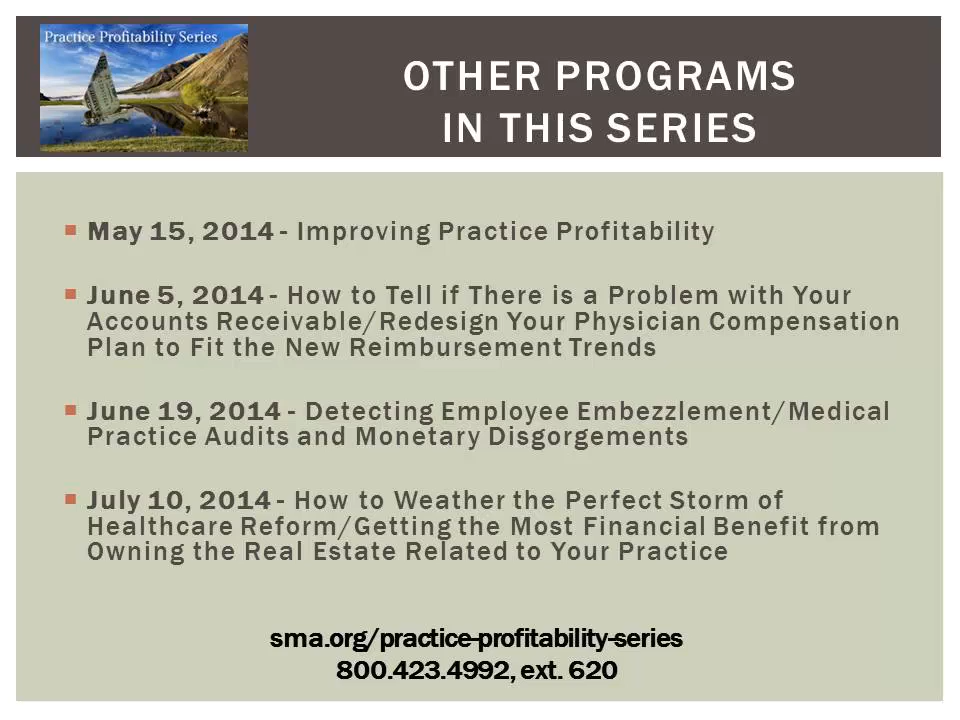 Practice Profitability Series
OTHER PROGRAMS
IN THIS SERIES
May 15, 2014 - Improving Practice Profitability
June 5, 2014 - How to Tell if There is a Problem with Your
Accounts Receivable/Redesign Your Physician Compensation
Plan to Fit the New Reimbursement Trends
June 19, 2014 - Detecting Employee Embezzlement/Medical
Practice Audits and Monetary Disgorgements
July 10, 2014 - How to Weather the Perfect Storm of
Healthcare Reform/Getting the Most Financial Benefit from
Owning the Real Estate Related to Your Practice
sma.org/practice-profitability-series
800.423.4992, ext. 620